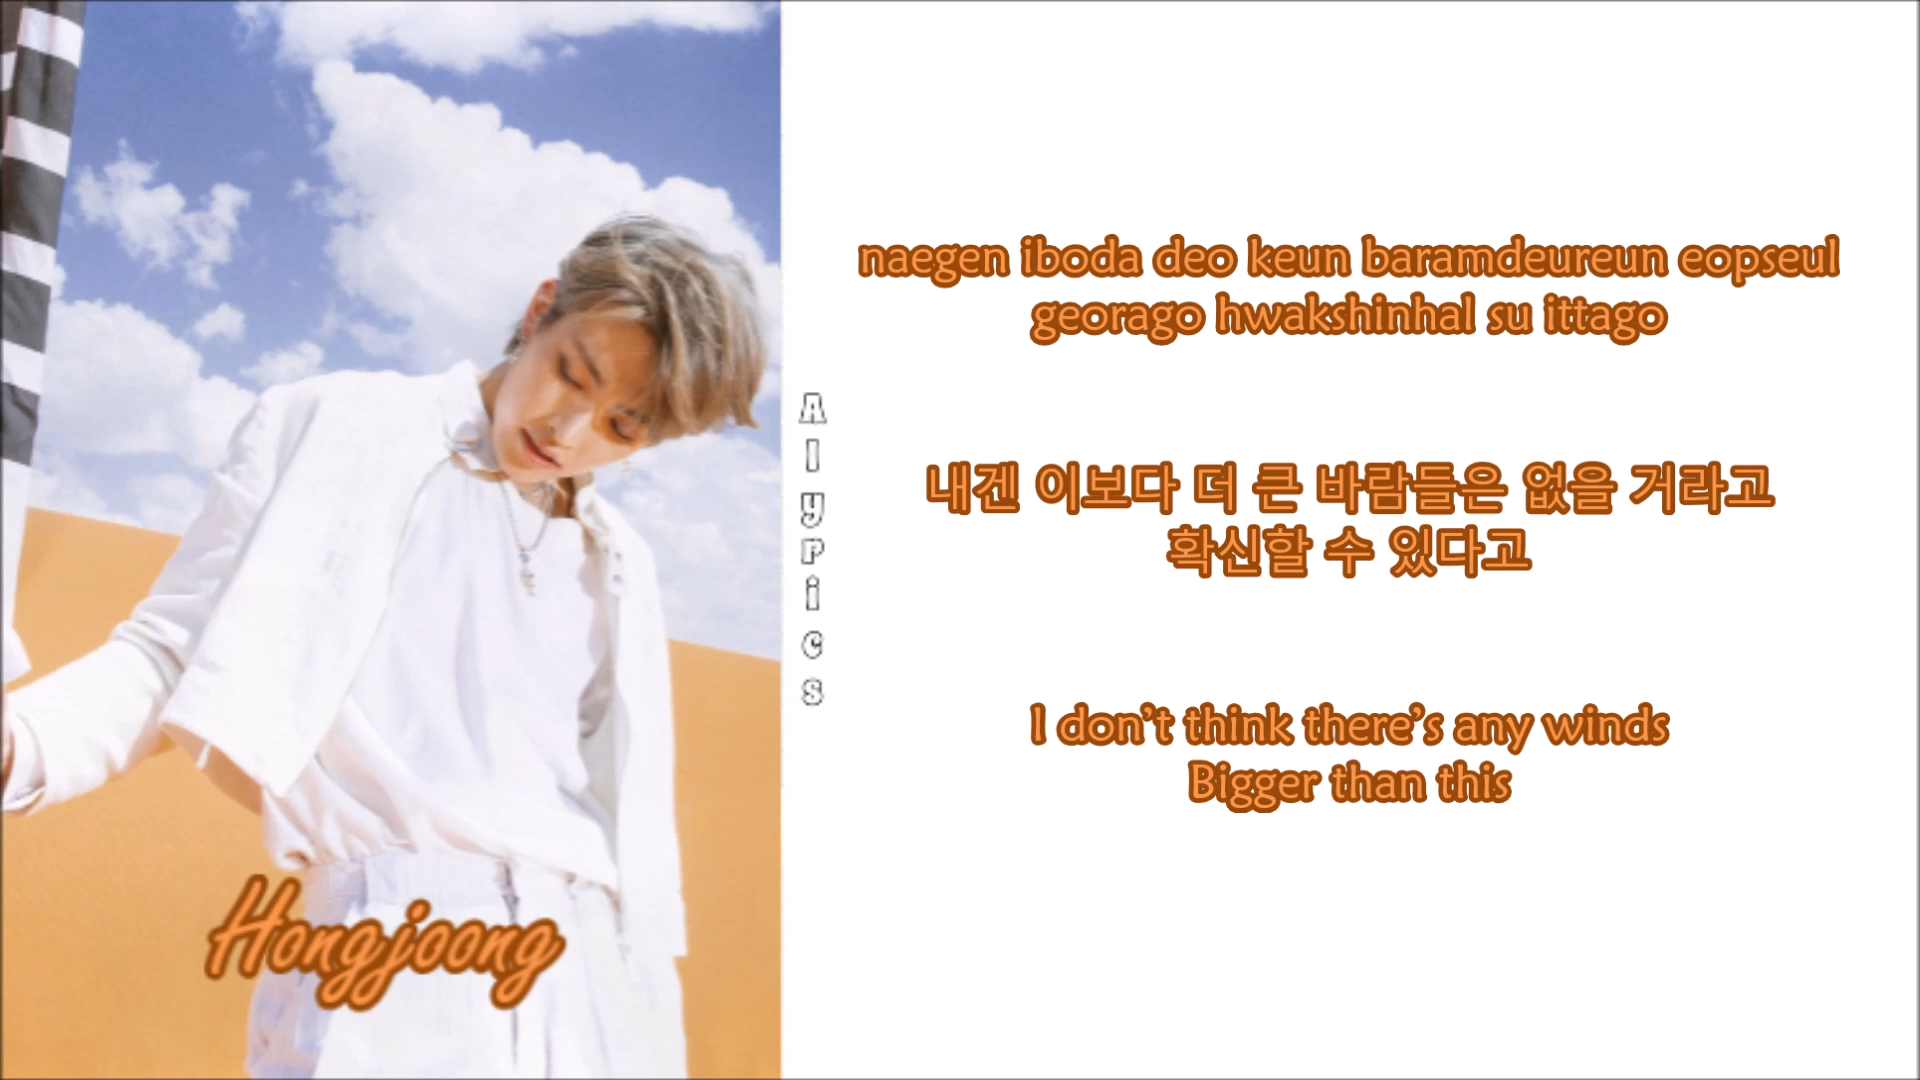 Hongjoong
Alyrics
naegen iboda deo keun baramdeureun eopseul
georago hwakshinhal su ittago
내겐 이보다 더 큰 바람들은 없을 거라고
확신할 수 있다고
I don't think there's any winds
Bigger than this